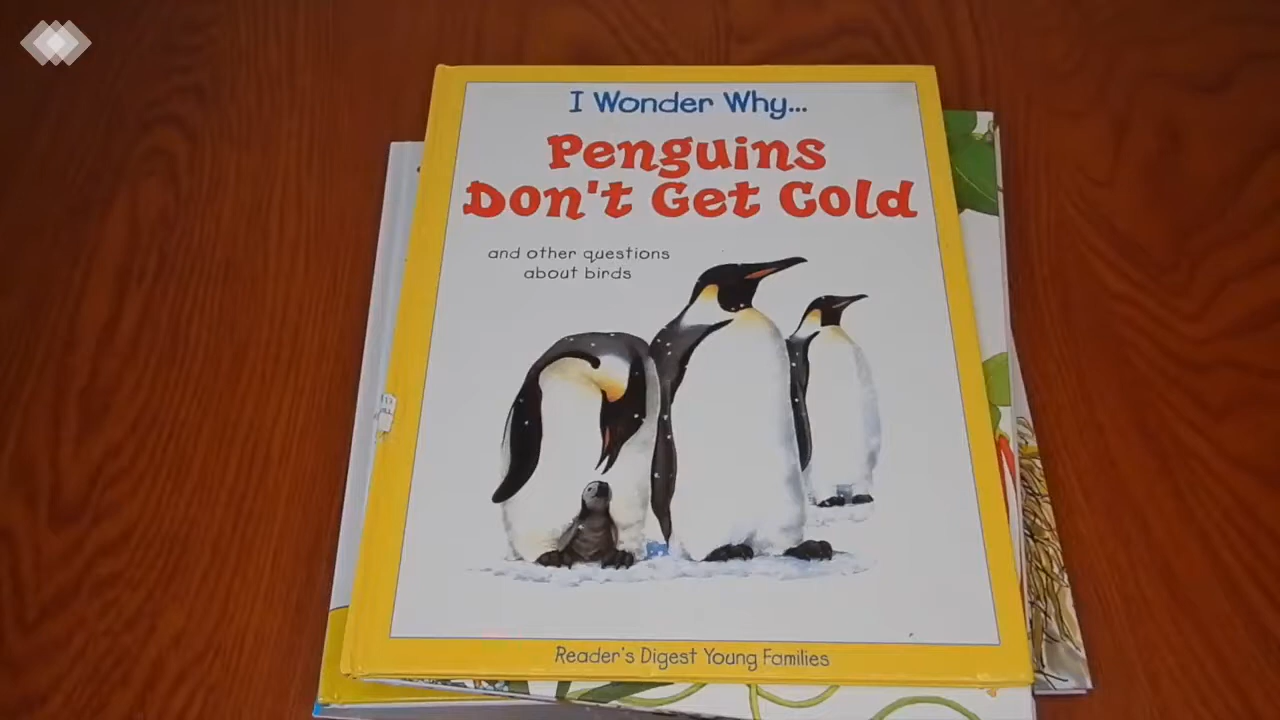 I Wonder Why...
Penguins
Don't Get Cold
and other questions
about birds
Reader's Digest Young Families